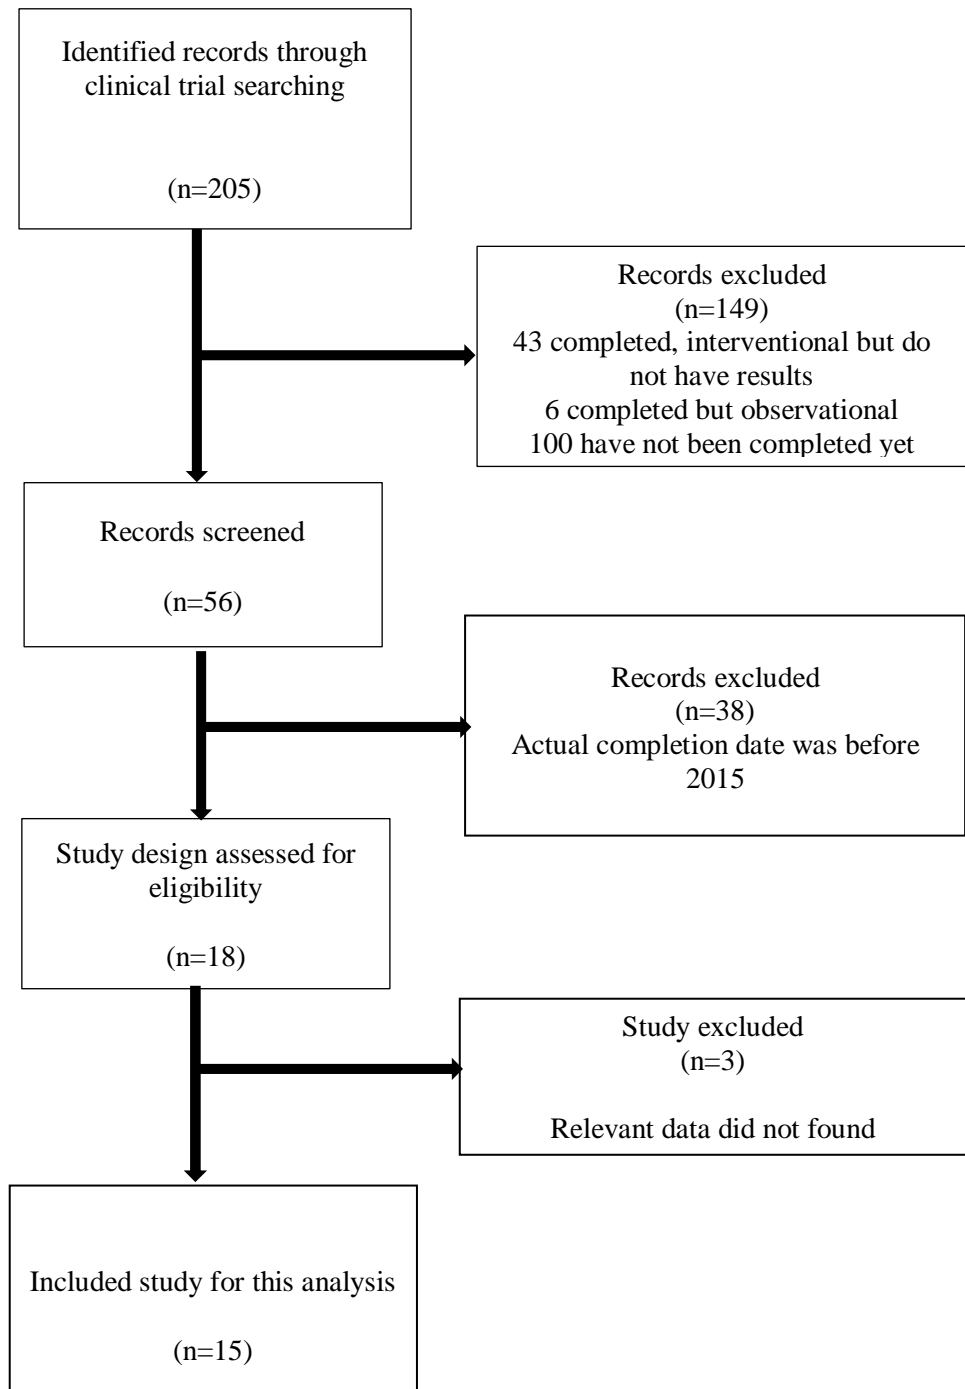 Identified records through
clinical trial searching
(n=205)
Records excluded
(n=149)
43 completed, interventional but do
not have results
6 completed but observational
100 have not been completed yet
Records screened
(n=56)
Records excluded
(n=38)
Actual completion date was before
2015
Study design assessed for
eligibility
(n=18)
Study excluded
(n=3)
Relevant data did not found
Included study for this analysis
(n=15)